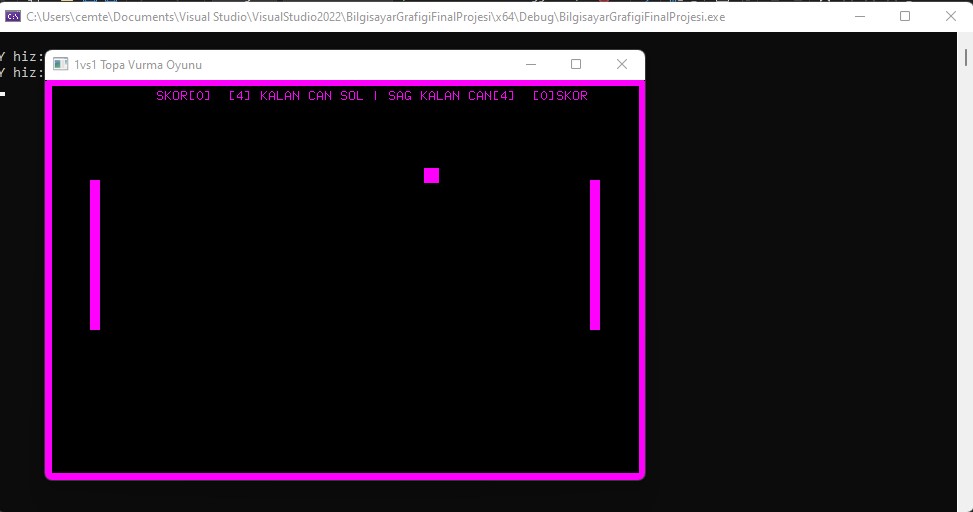 C:\Users\cemte\Documents\Visual Studio\VisualStudio2022\BilgisayarGrafigiFinalProjesi\x64\Debug\BilgisayarGrafigiFinalProjesi.exe
Y hiz:
Y hiz:
1vs1 Topa Vurma Oyunu
SKOR[0] [4] KALAN CAN SOL | SAG KALAN CAN[4] [0]SKOR